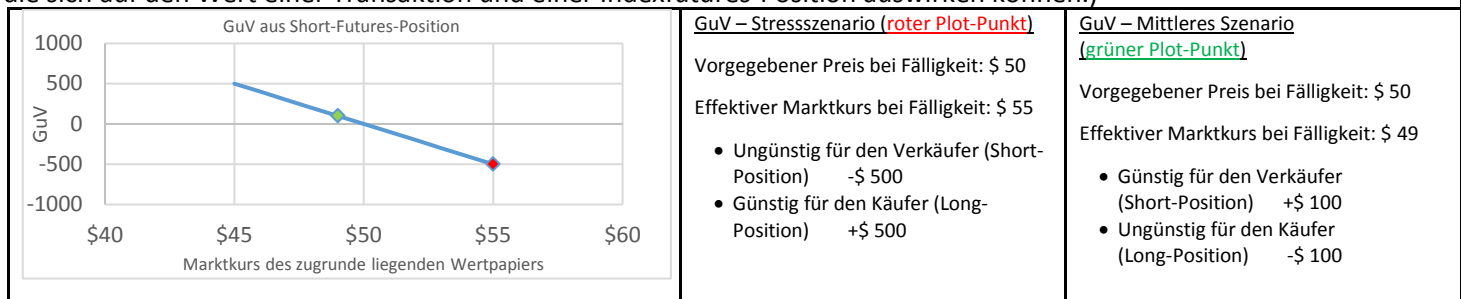 die sich auf den Wert einer Transaktion und einer Indexfutures-Position auswirken können.)
GuV aus Short-Futures-Position
1000
500
0
-500
-1000
GuV
$40 $45 $50 $55 $60
Marktkurs des zugrunde liegenden Wertpapiers
GuV – Stressszenario (roter Plot-Punkt)
Vorgegebener Preis bei Fälligkeit: $ 50
Effektiver Marktkurs bei Fälligkeit: $ 55
• Ungünstig für den Verkäufer (Short-
Position) -$ 500
• Günstig für den Käufer (Long-
Position) +$ 500
GuV – Mittleres Szenario
(grüner Plot-Punkt)
Vorgegebener Preis bei Fälligkeit: $ 50
Effektiver Marktkurs bei Fälligkeit: $ 49
• Günstig für den Verkäufer
(Short-Position) +$ 100
• Ungünstig für den Käufer
(Long-Position) -$ 100